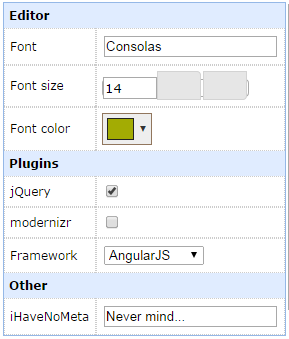 Editor
Font Consolas
Font size 14
Font color
Plugins
jQuery
modernizr
Framework AngularJS
Other
iHaveNoMeta Never mind...